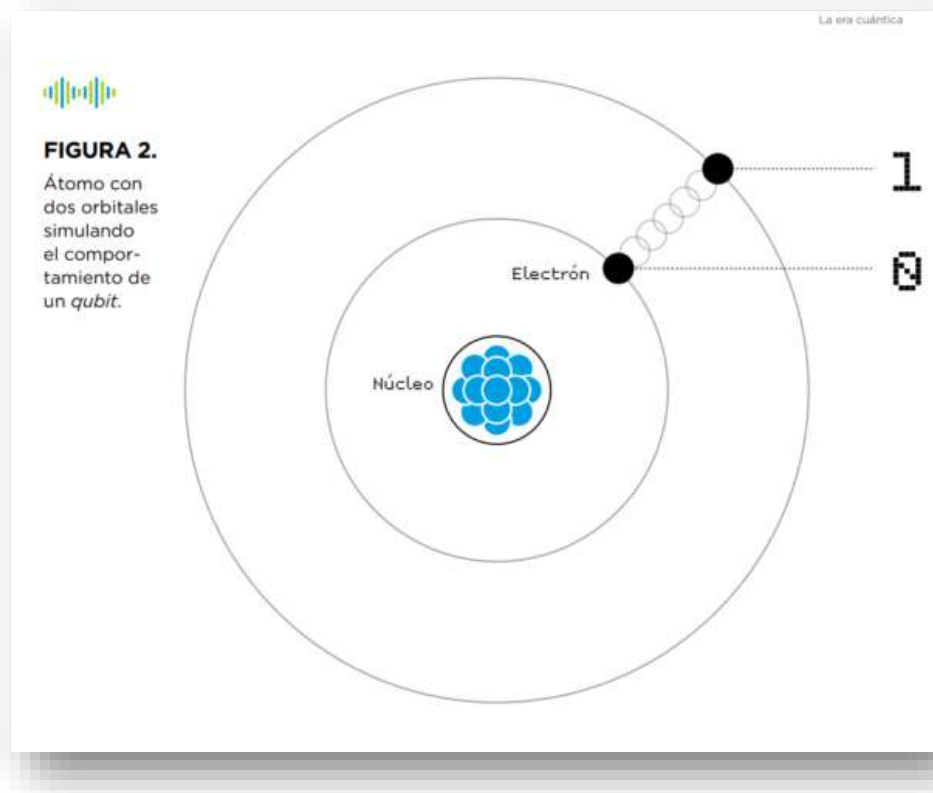 La era cuántica
FIGURA 2.
Átomo con
dos orbitales
simulando
el compor-
tamiento de
un qubit.
1
Electrón
0
Núcleo